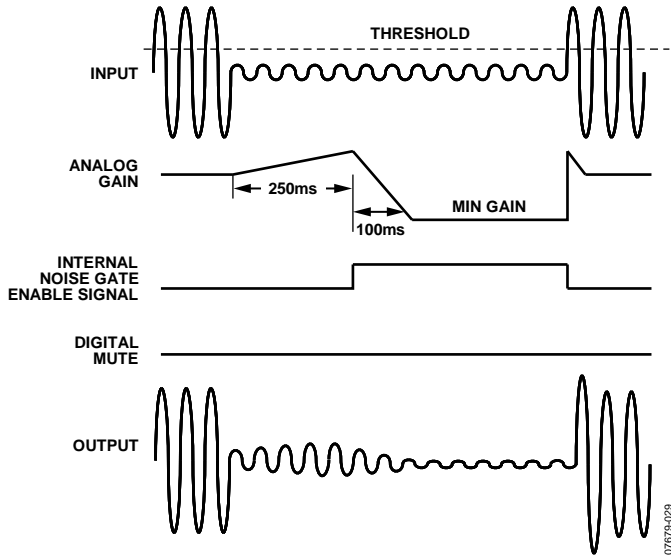 THRESHOLD
INPUT
ANALOG
GAIN
250ms
MIN GAIN
100ms
INTERNAL
NOISE GATE
ENABLE SIGNAL
DIGITAL
MUTE
OUTPUT
07679-029